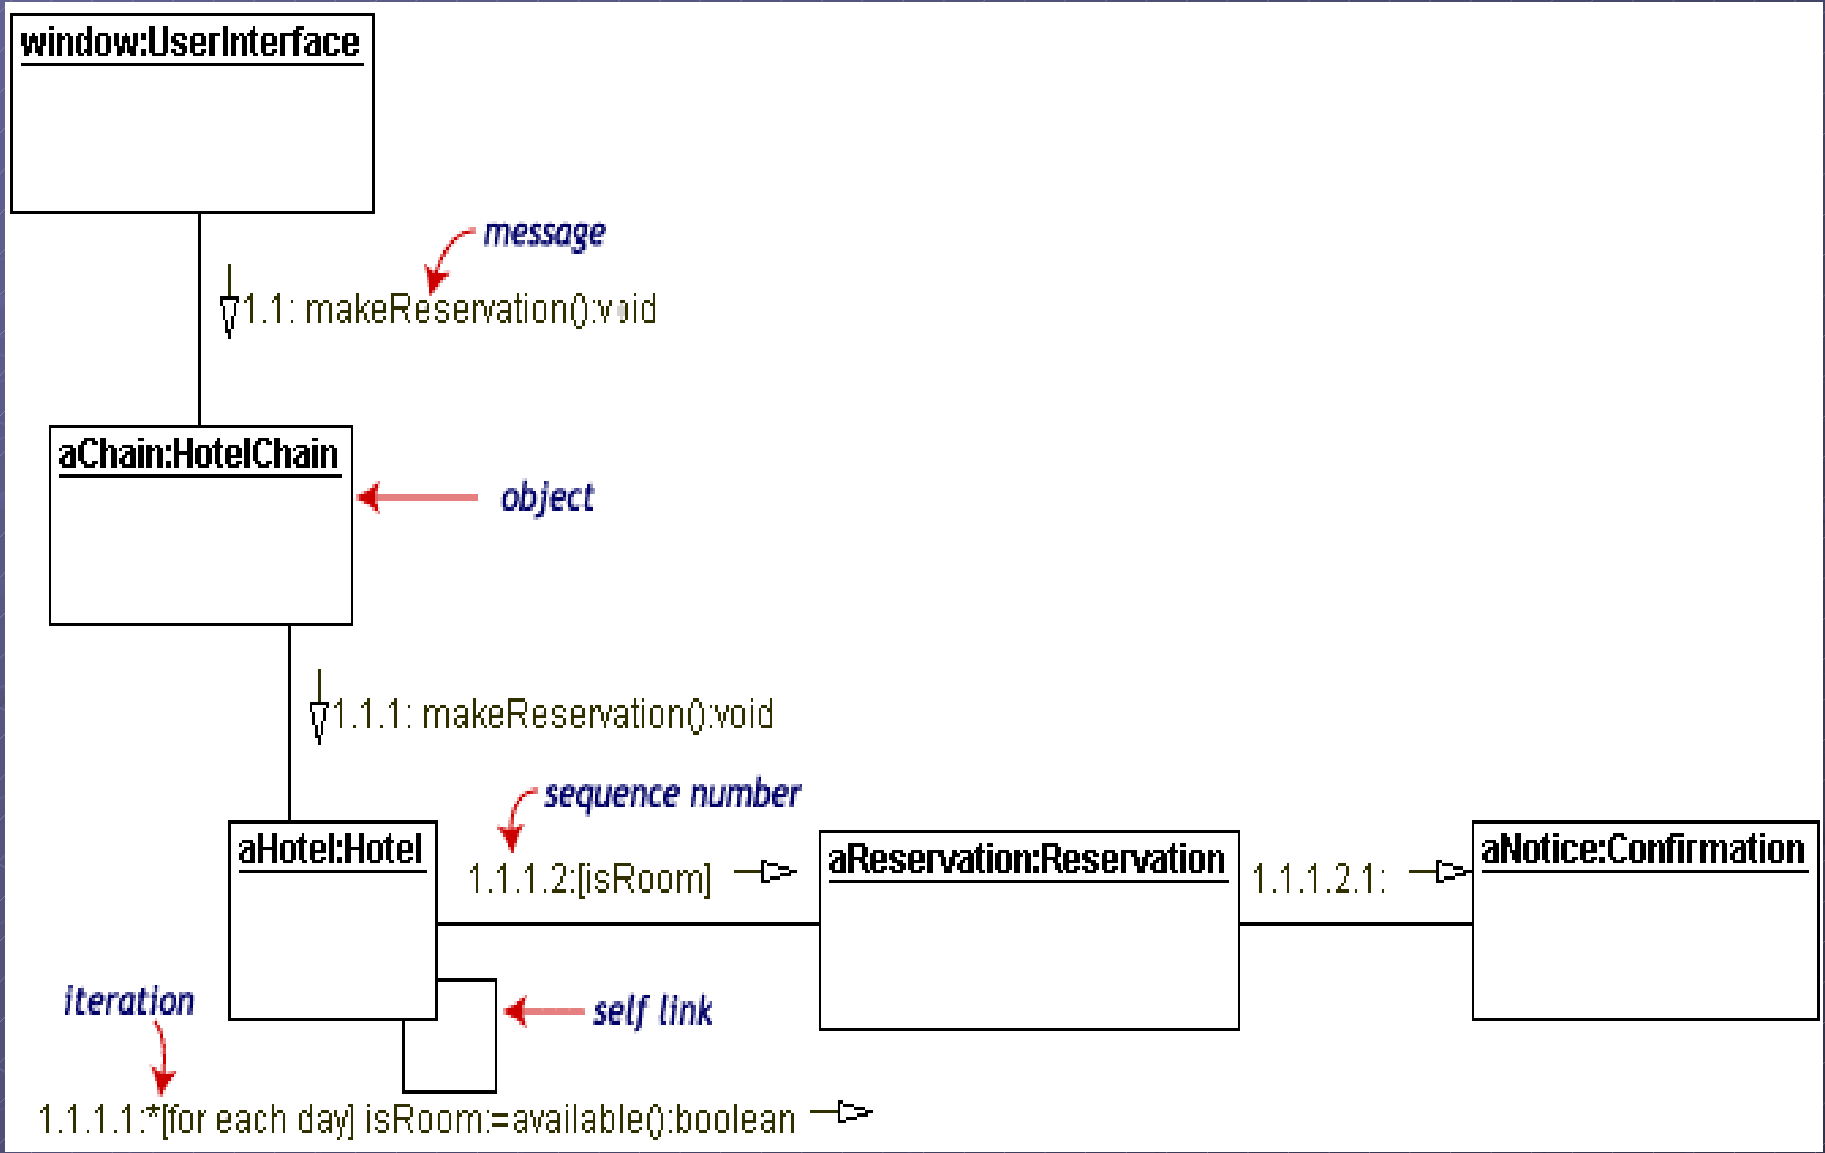 window:UserInterface
message
1.1: makeReservation():void
aChain:HotelChain
object
1.1.1: makeReservation():void
sequence number
aHotel:Hotel
1.1.1.2:[isRoom]
aReservation:Reservation
1.1.1.2.1:
aNotice:Confirmation
iteration
self link
1.1.1.1:*[for each day] isRoom:=available():boolean